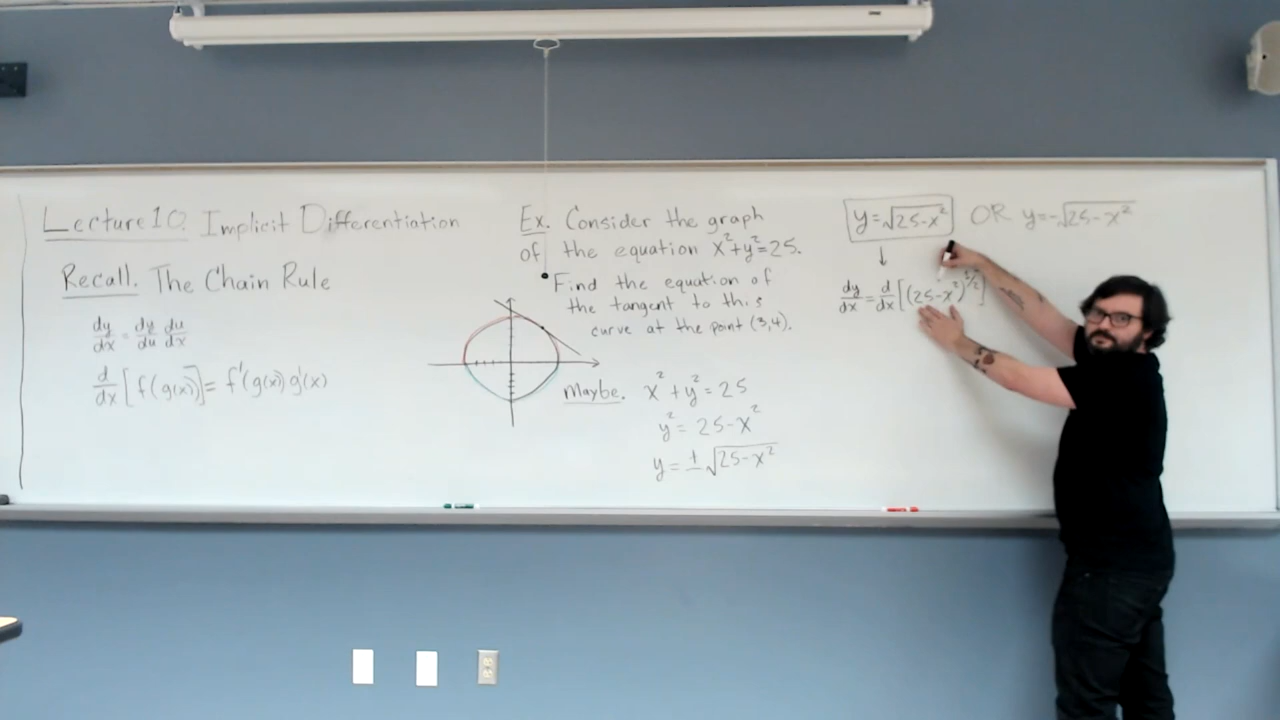 Lecture 10. Implicit Differentiation
Recall. The Chain Rule
dy/dx = dy/du du/dx
d/dx [f(g(x))] = f'(g(x)) g'(x)
Ex. Consider the graph
of the equation x²+y²=25.
Find the equation of
the tangent to this
curve at the point (3,4).
Maybe. x²+y²=25
y² = 25-x²
y = ±√25-x²
y=√25-x² OR y=-√25-x²
↓
dy/dx = d/dx [(25-x²)^1/2]